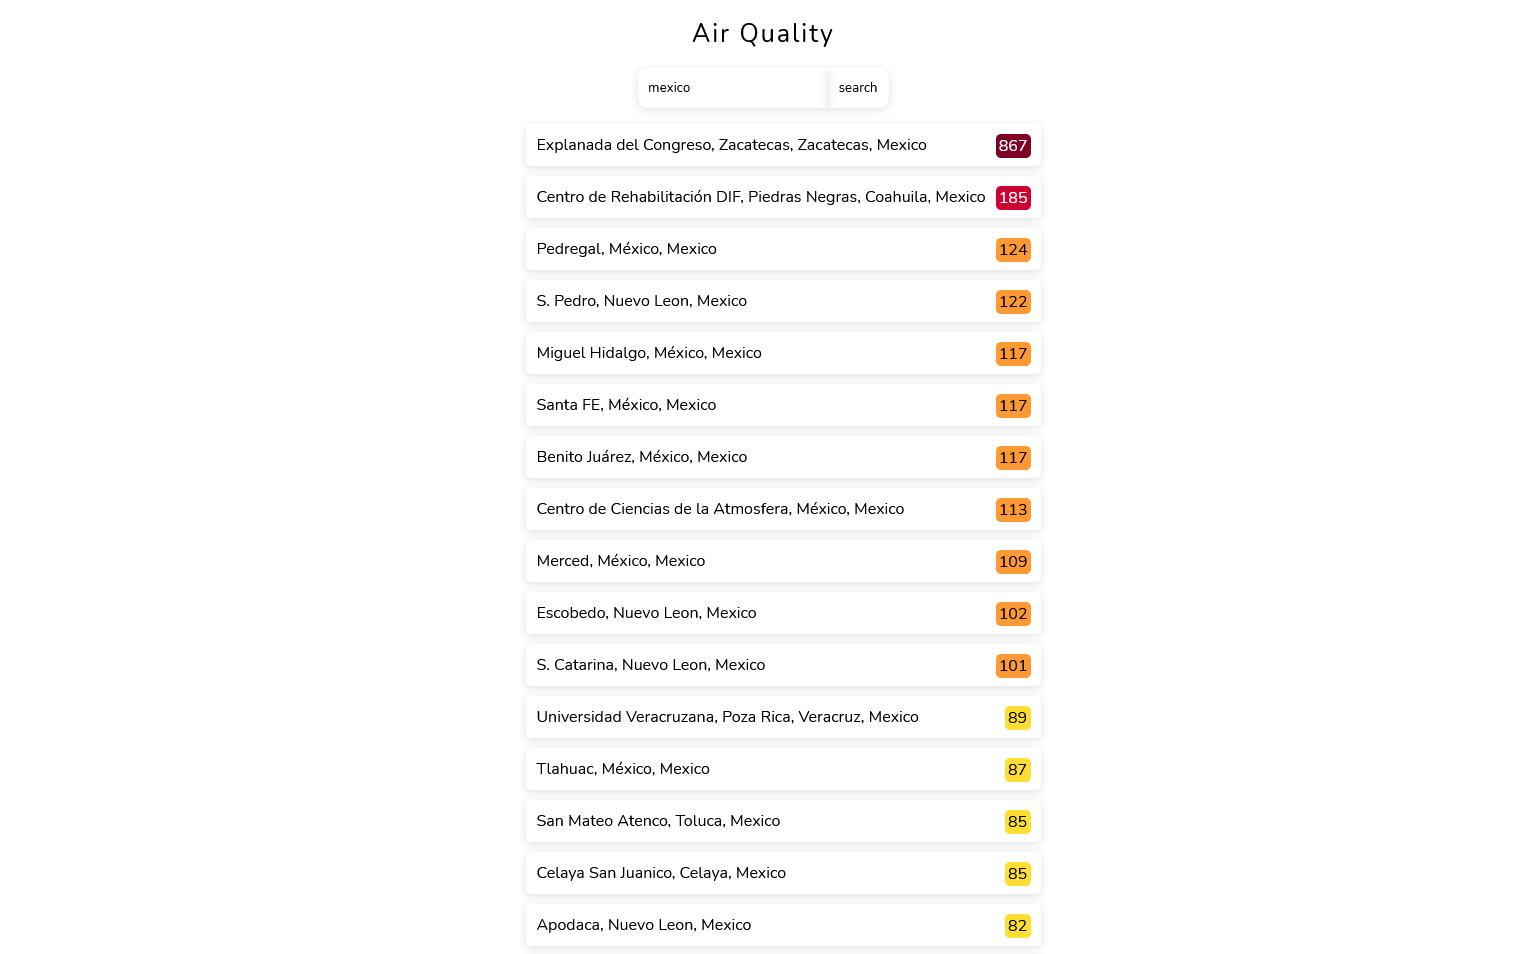 Air Quality
mexico search
Explanada del Congreso, Zacatecas, Zacatecas, Mexico 867
Centro de Rehabilitación DIF, Piedras Negras, Coahuila, Mexico 185
Pedregal, México, Mexico 124
S. Pedro, Nuevo Leon, Mexico 122
Miguel Hidalgo, México, Mexico 117
Santa FE, México, Mexico 117
Benito Juárez, México, Mexico 117
Centro de Ciencias de la Atmosfera, México, Mexico 113
Merced, México, Mexico 109
Escobedo, Nuevo Leon, Mexico 102
S. Catarina, Nuevo Leon, Mexico 101
Universidad Veracruzana, Poza Rica, Veracruz, Mexico 89
Tlahuac, México, Mexico 87
San Mateo Atenco, Toluca, Mexico 85
Celaya San Juanico, Celaya, Mexico 85
Apodaca, Nuevo Leon, Mexico 82